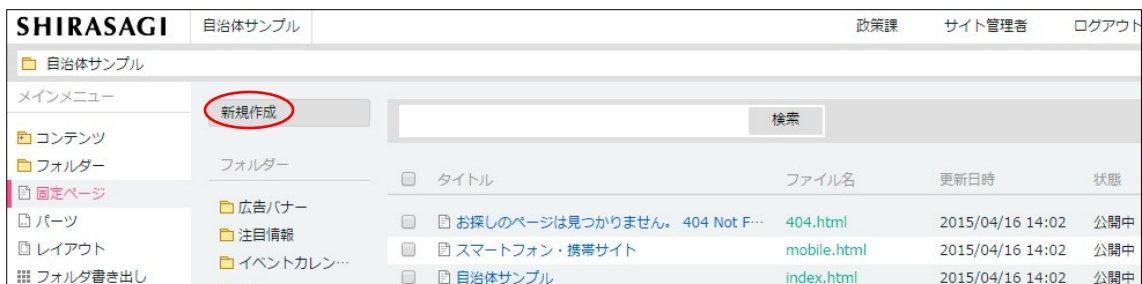 SHIRASAGI 自治体サンプル 政策課 サイト管理者 ログアウト
自治体サンプル
メインメニュー
コンテンツ
フォルダー
固定ページ
パーツ
レイアウト
フォルダ書き出し
新規作成
フォルダー
広告バナー
注目情報
イベントカレン…
検索
タイトル ファイル名 更新日時 状態
お探しのページは見つかりません。 404 Not F… 404.html 2015/04/16 14:02 公開中
スマートフォン・携帯サイト mobile.html 2015/04/16 14:02 公開中
自治体サンプル index.html 2015/04/16 14:02 公開中